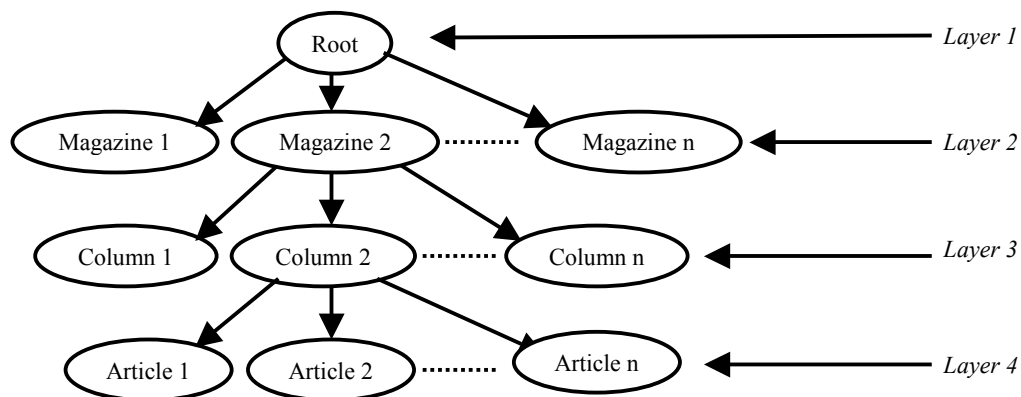 Root
Layer 1
Magazine 1
Magazine 2
Magazine n
Layer 2
Column 1
Column 2
Column n
Layer 3
Article 1
Article 2
Article n
Layer 4